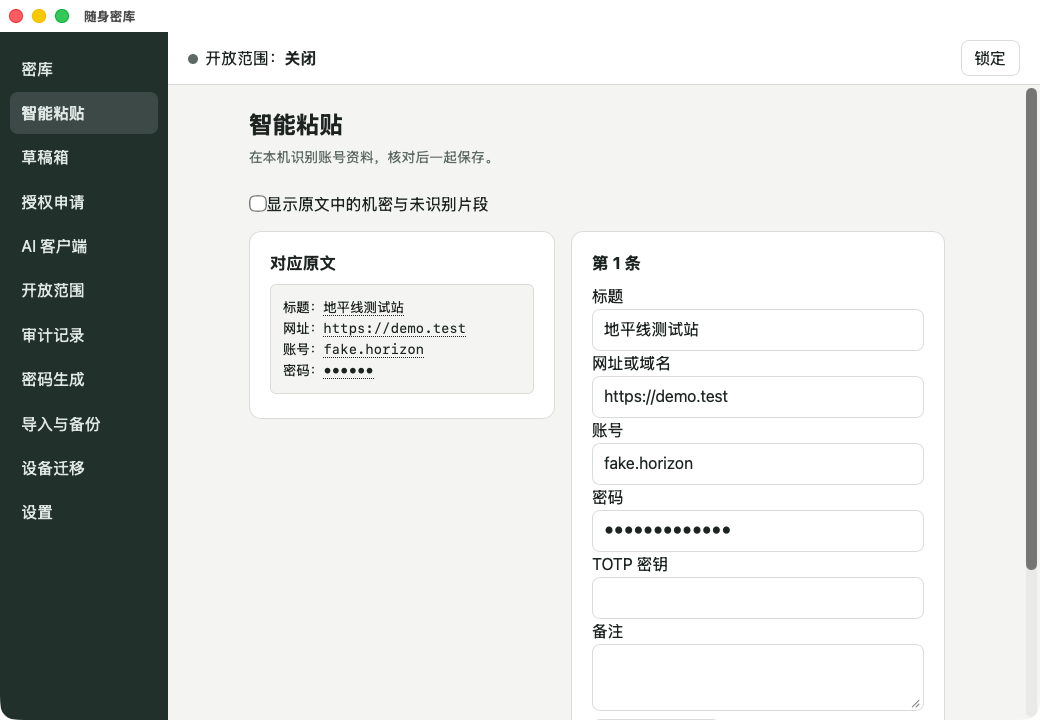 随身密库
密库
智能粘贴
草稿箱
授权申请
AI 客户端
开放范围
审计记录
密码生成
导入与备份
设备迁移
设置
开放范围：关闭
锁定
智能粘贴
在本机识别账号资料，核对后一起保存。
显示原文中的机密与未识别片段
对应原文
标题：地平线测试站
网址：https://demo.test
账号：fake.horizon
密码：●●●●●●
第 1 条
标题
地平线测试站
网址或域名
https://demo.test
账号
fake.horizon
密码
●●●●●●●●●●●●●
TOTP 密钥
备注